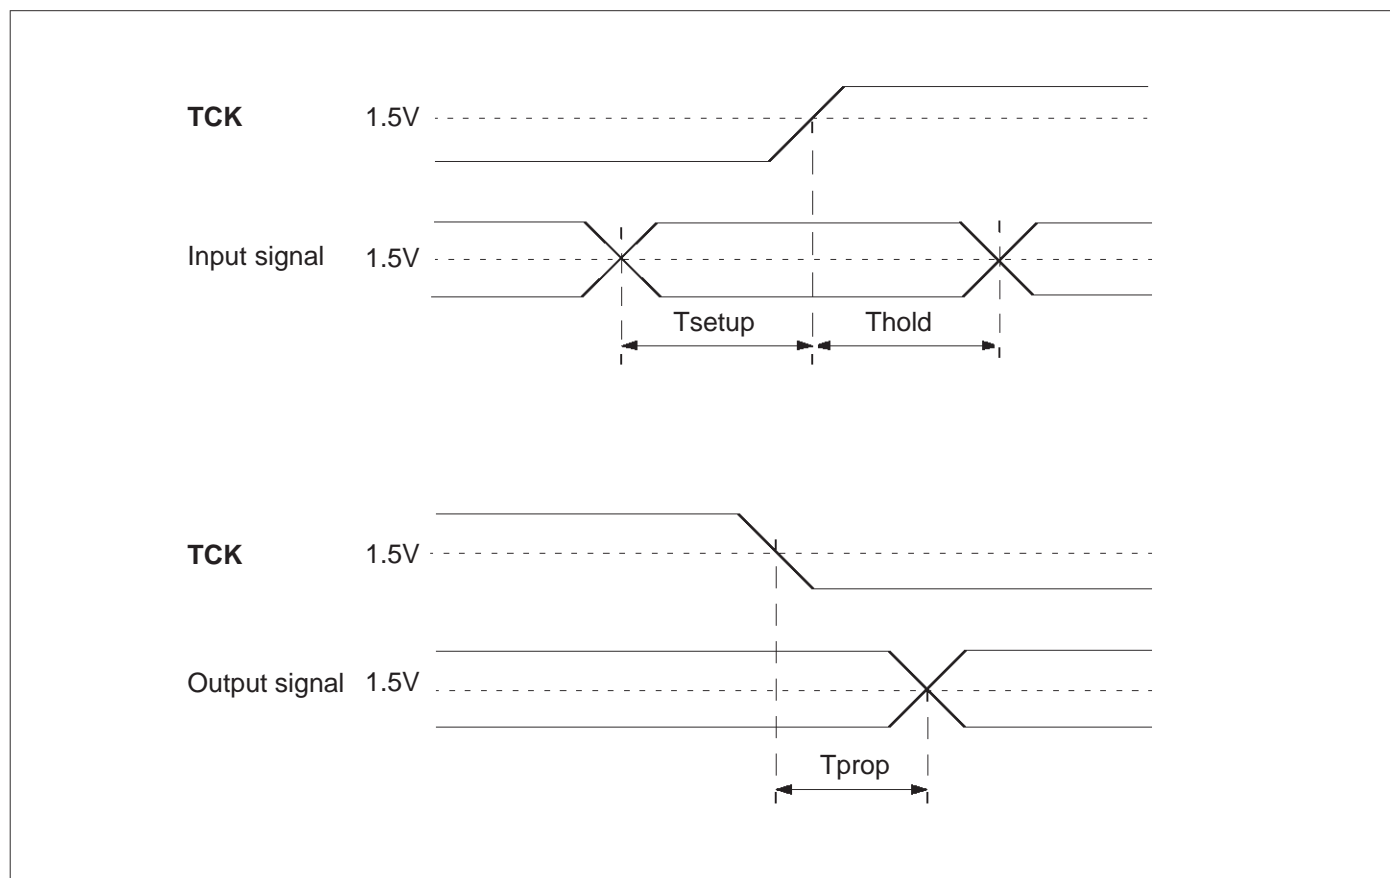 TCK 1.5V
Input signal 1.5V
Tsetup Thold
TCK 1.5V
Output signal 1.5V
Tprop